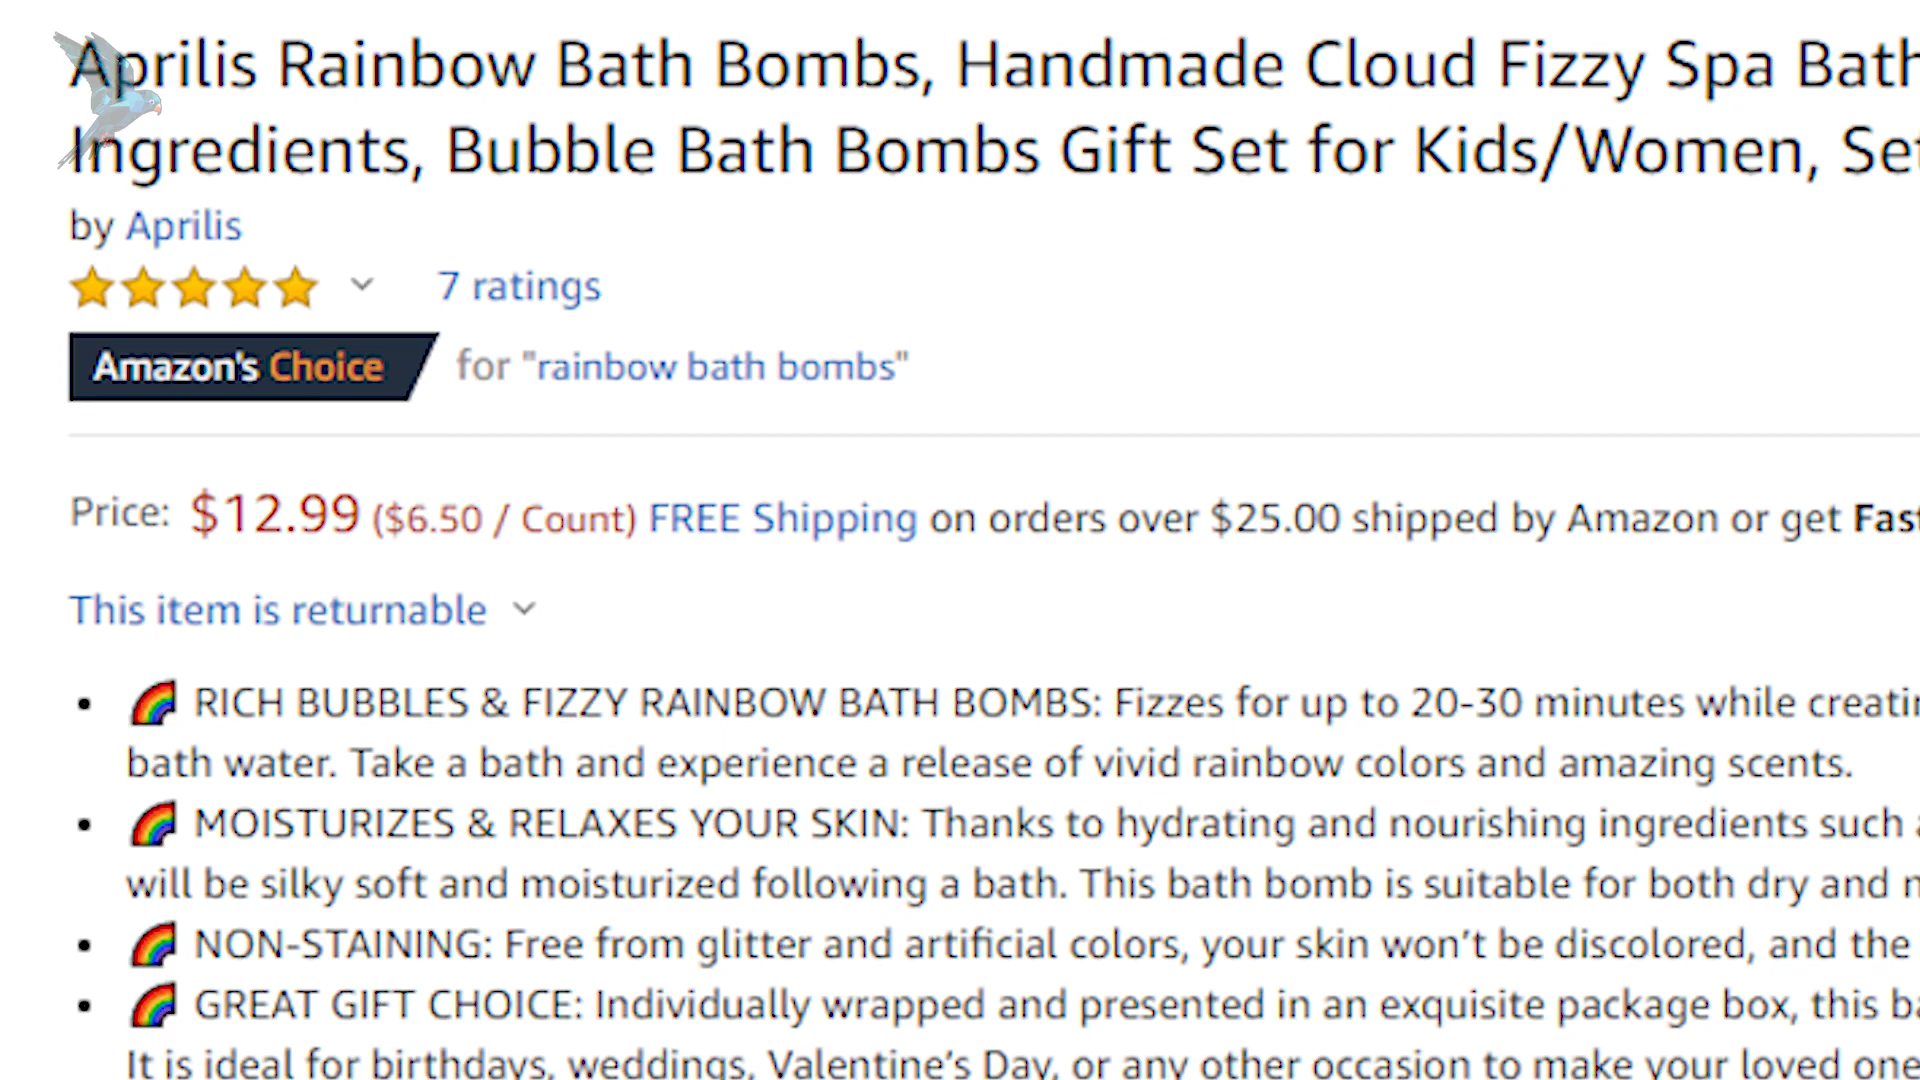 Aprilis Rainbow Bath Bombs, Handmade Cloud Fizzy Spa Bath
Ingredients, Bubble Bath Bombs Gift Set for Kids/Women, Set
by Aprilis
7 ratings
Amazon's Choice for "rainbow bath bombs"
Price: $12.99 ($6.50 / Count) FREE Shipping on orders over $25.00 shipped by Amazon or get Fast
This item is returnable
• RICH BUBBLES & FIZZY RAINBOW BATH BOMBS: Fizzes for up to 20-30 minutes while creatin
bath water. Take a bath and experience a release of vivid rainbow colors and amazing scents.
• MOISTURIZES & RELAXES YOUR SKIN: Thanks to hydrating and nourishing ingredients such
will be silky soft and moisturized following a bath. This bath bomb is suitable for both dry and
• NON-STAINING: Free from glitter and artificial colors, your skin won't be discolored, and the
• GREAT GIFT CHOICE: Individually wrapped and presented in an exquisite package box, this ba
It is ideal for birthdays, weddings, Valentine's Day, or any other occasion to make your loved one